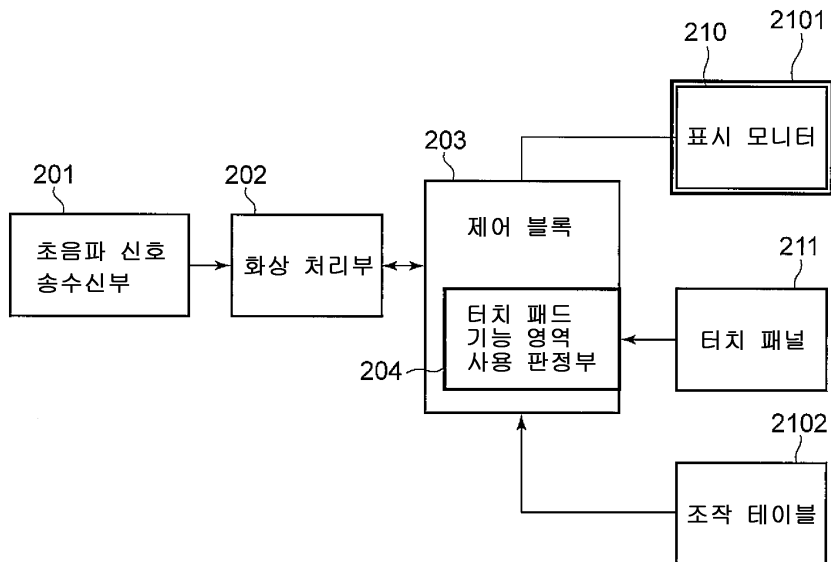 210
2101
표시 모니터
203
제어 블록
201
초음파 신호
송수신부
202
화상 처리부
204
터치 패드
기능 영역
사용 판정부
211
터치 패널
2102
조작 테이블